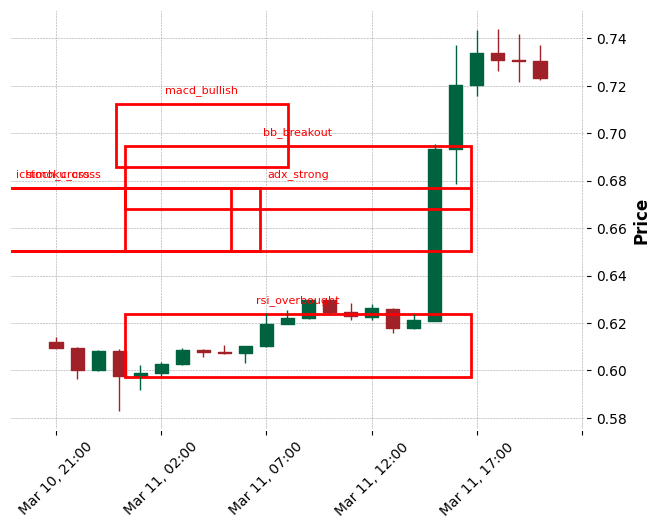 macd_bullish
bb_breakout
stoch_cross
adx_strong
rsi_overbought
0.74
0.72
0.70
0.68
0.66
0.64
0.62
0.60
0.58
Price
Mar 10, 21:00
Mar 11, 02:00
Mar 11, 07:00
Mar 11, 12:00
Mar 11, 17:00